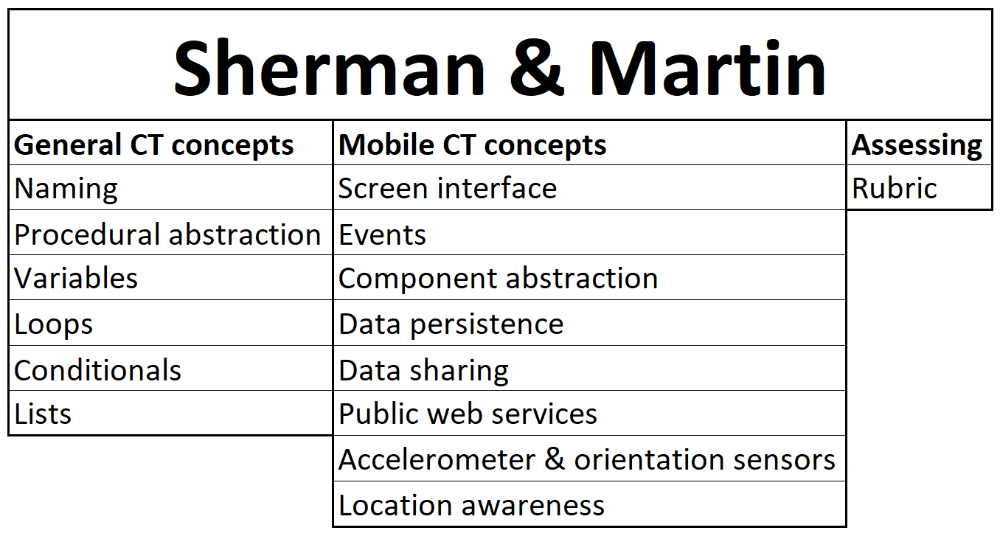 Sherman & Martin
General CT concepts Mobile CT concepts Assessing
Naming Screen interface Rubric
Procedural abstraction Events
Variables Component abstraction
Loops Data persistence
Conditionals Data sharing
Lists Public web services
Accelerometer & orientation sensors
Location awareness